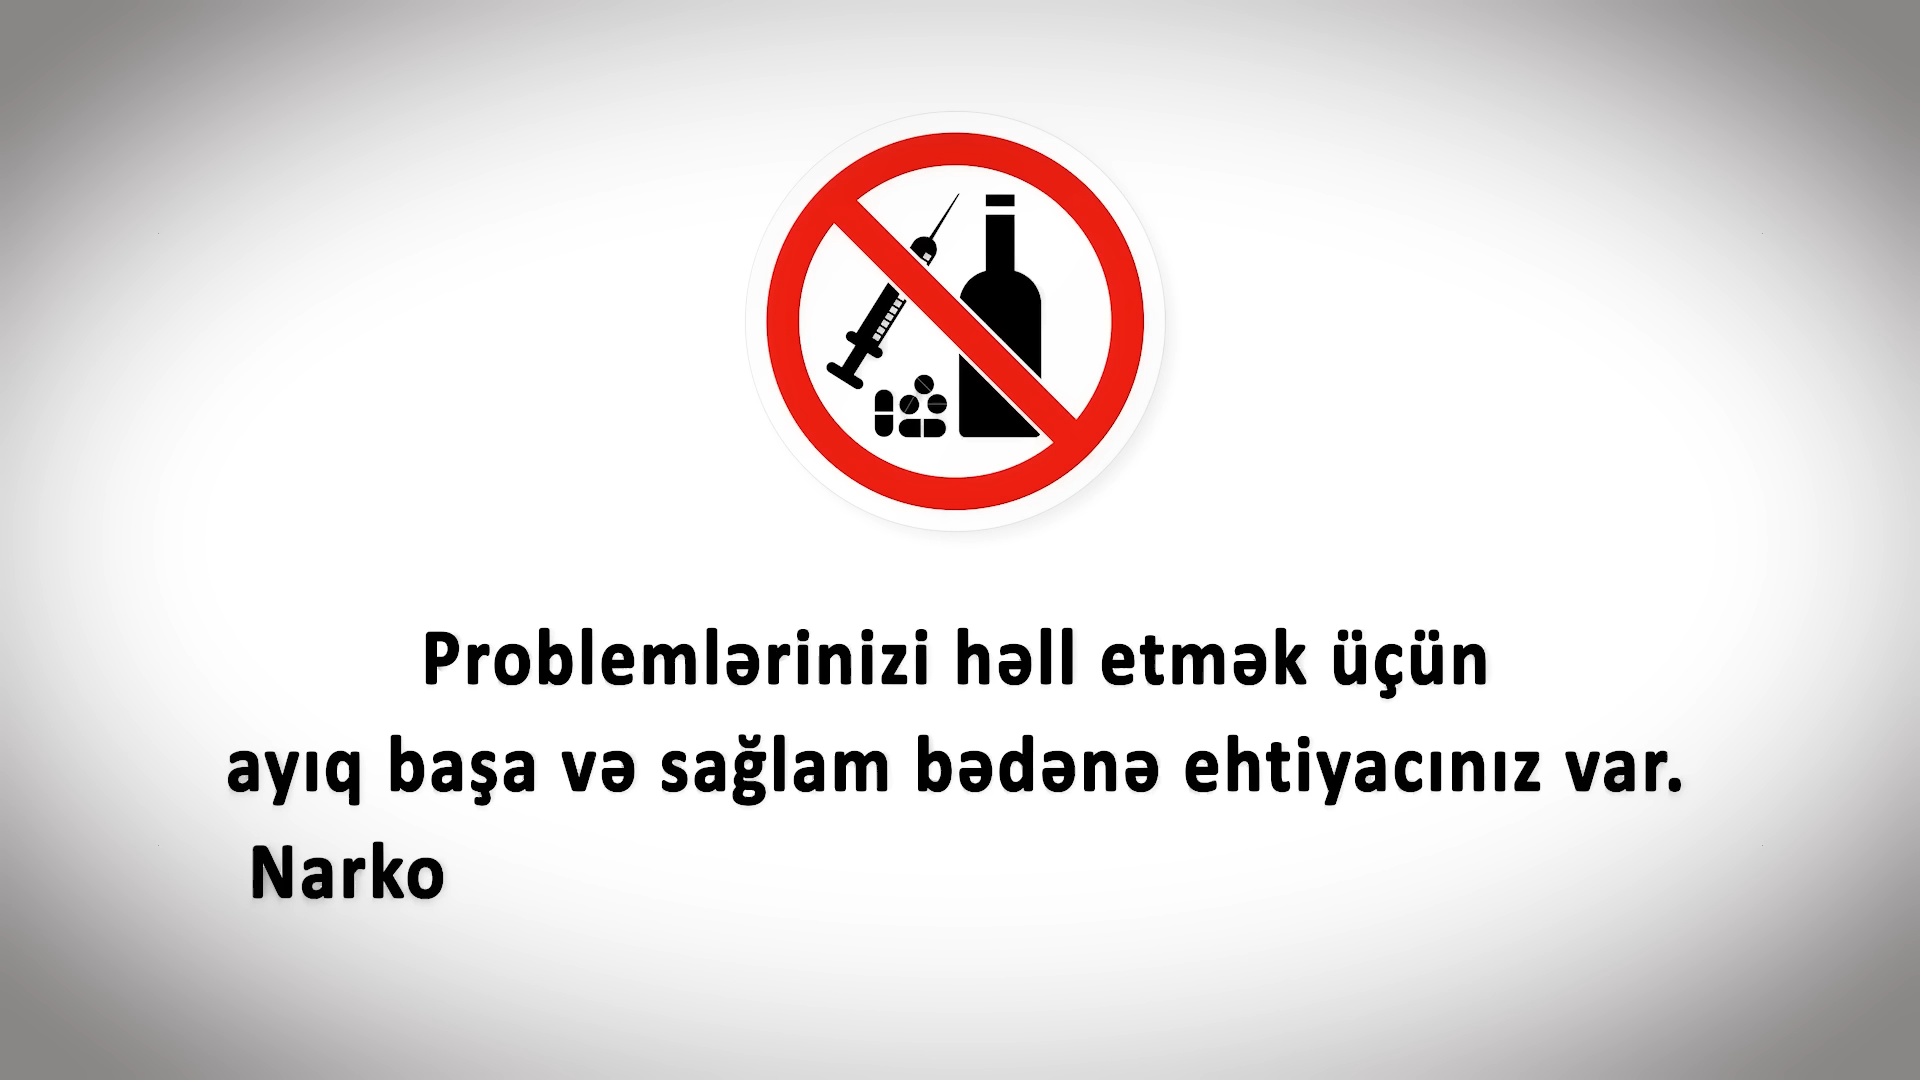 Problemlərinizi həll etmək üçün
ayıq başa və sağlam bədənə ehtiyacınız var.
Narko